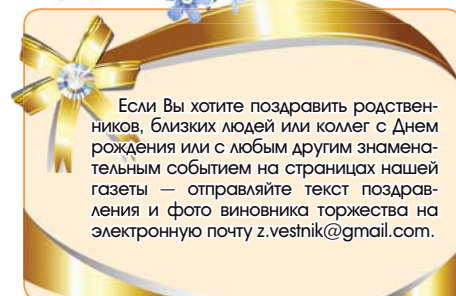 Если Вы хотите поздравить родствен-
ников, близких людей или коллег с Днем
рождения или с любым другим знамена-
тельным событием на страницах нашей
газеты — отправляйте текст поздрав-
ления и фото виновника торжества на
электронную почту z.vestnik@gmail.com.